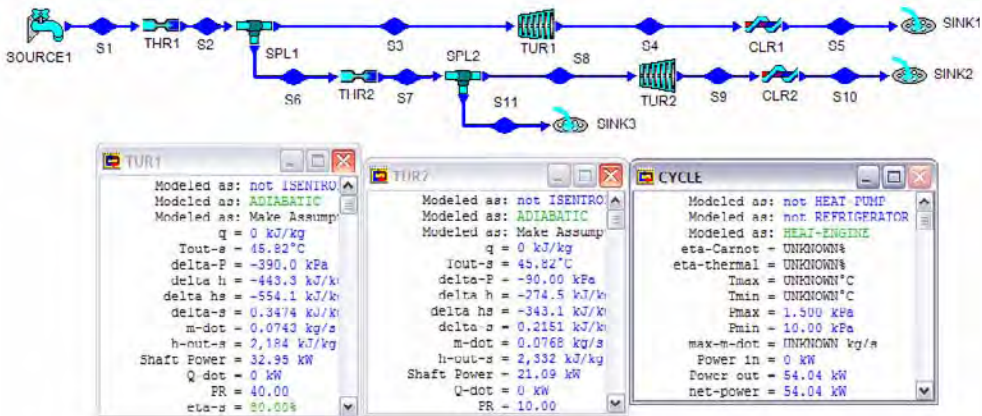 SOURCE1
S1
THR1
S2
SPL1
S3
TUR1
S4
CLR1
S5
SINK1
S6
THR2
S7
SPL2
S8
TUR2
S9
CLR2
S10
SINK2
S11
SINK3
TUR1
Modeled as: not ISENTRO
Modeled as: ADIABATIC
Modeled as: Make Assump
q = 0 kJ/kg
Tout-s = 45.82°C
delta-P = -390.0 kPa
delta h = -443.3 kJ/k
delta hs = -554.1 kJ/k
delta-s = 0.3474 kJ/k
m-dot = 0.0743 kg/s
h-out-s = 2,184 kJ/kg
Shaft Power = 32.95 kW
Q-dot = 0 kW
PR = 40.00
eta-s = 80.00%
TUR2
Modeled as: not ISENTRO
Modeled as: ADIABATIC
Modeled as: Make Assump
q = 0 kJ/kg
Tout-s = 45.82°C
delta-P = -90.00 kPa
delta h = -274.5 kJ/k
delta hs = -343.1 kJ/k
delta-s = 0.2151 kJ/k
m-dot = 0.0768 kg/s
h-out-s = 2,332 kJ/kg
Shaft Power = 21.09 kW
Q-dot = 0 kW
PR = 10.00
CYCLE
Modeled as: not HEAT PUMP
Modeled as: not REFRIGERATOR
Modeled as: HEAT-ENGINE
eta-Carnot = UNKNOWN%
eta-thermal = UNKNOWN%
Tmax = UNKNOWN°C
Tmin = UNKNOWN°C
Pmax = 1.500 kPa
Pmin = 10.00 kPa
max-m-dot = UNKNOWN kg/s
Power in = 0 kW
Power out = 54.04 kW
net-power = 54.04 kW